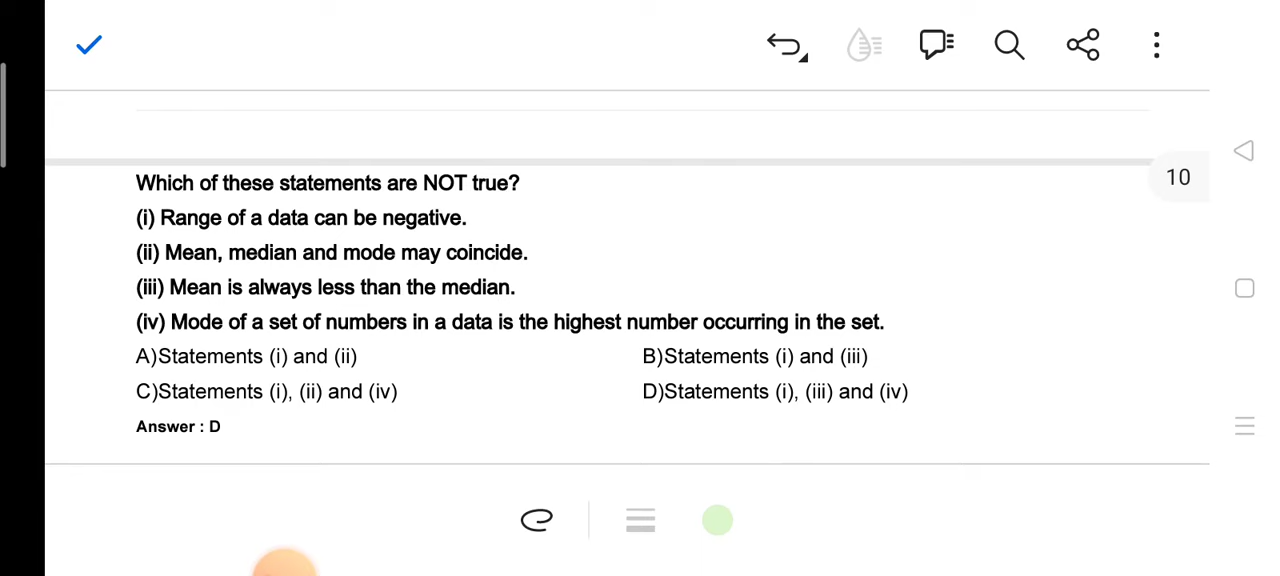 10
Which of these statements are NOT true?
(i) Range of a data can be negative.
(ii) Mean, median and mode may coincide.
(iii) Mean is always less than the median.
(iv) Mode of a set of numbers in a data is the highest number occurring in the set.
A)Statements (i) and (ii) B)Statements (i) and (iii)
C)Statements (i), (ii) and (iv) D)Statements (i), (iii) and (iv)
Answer : D